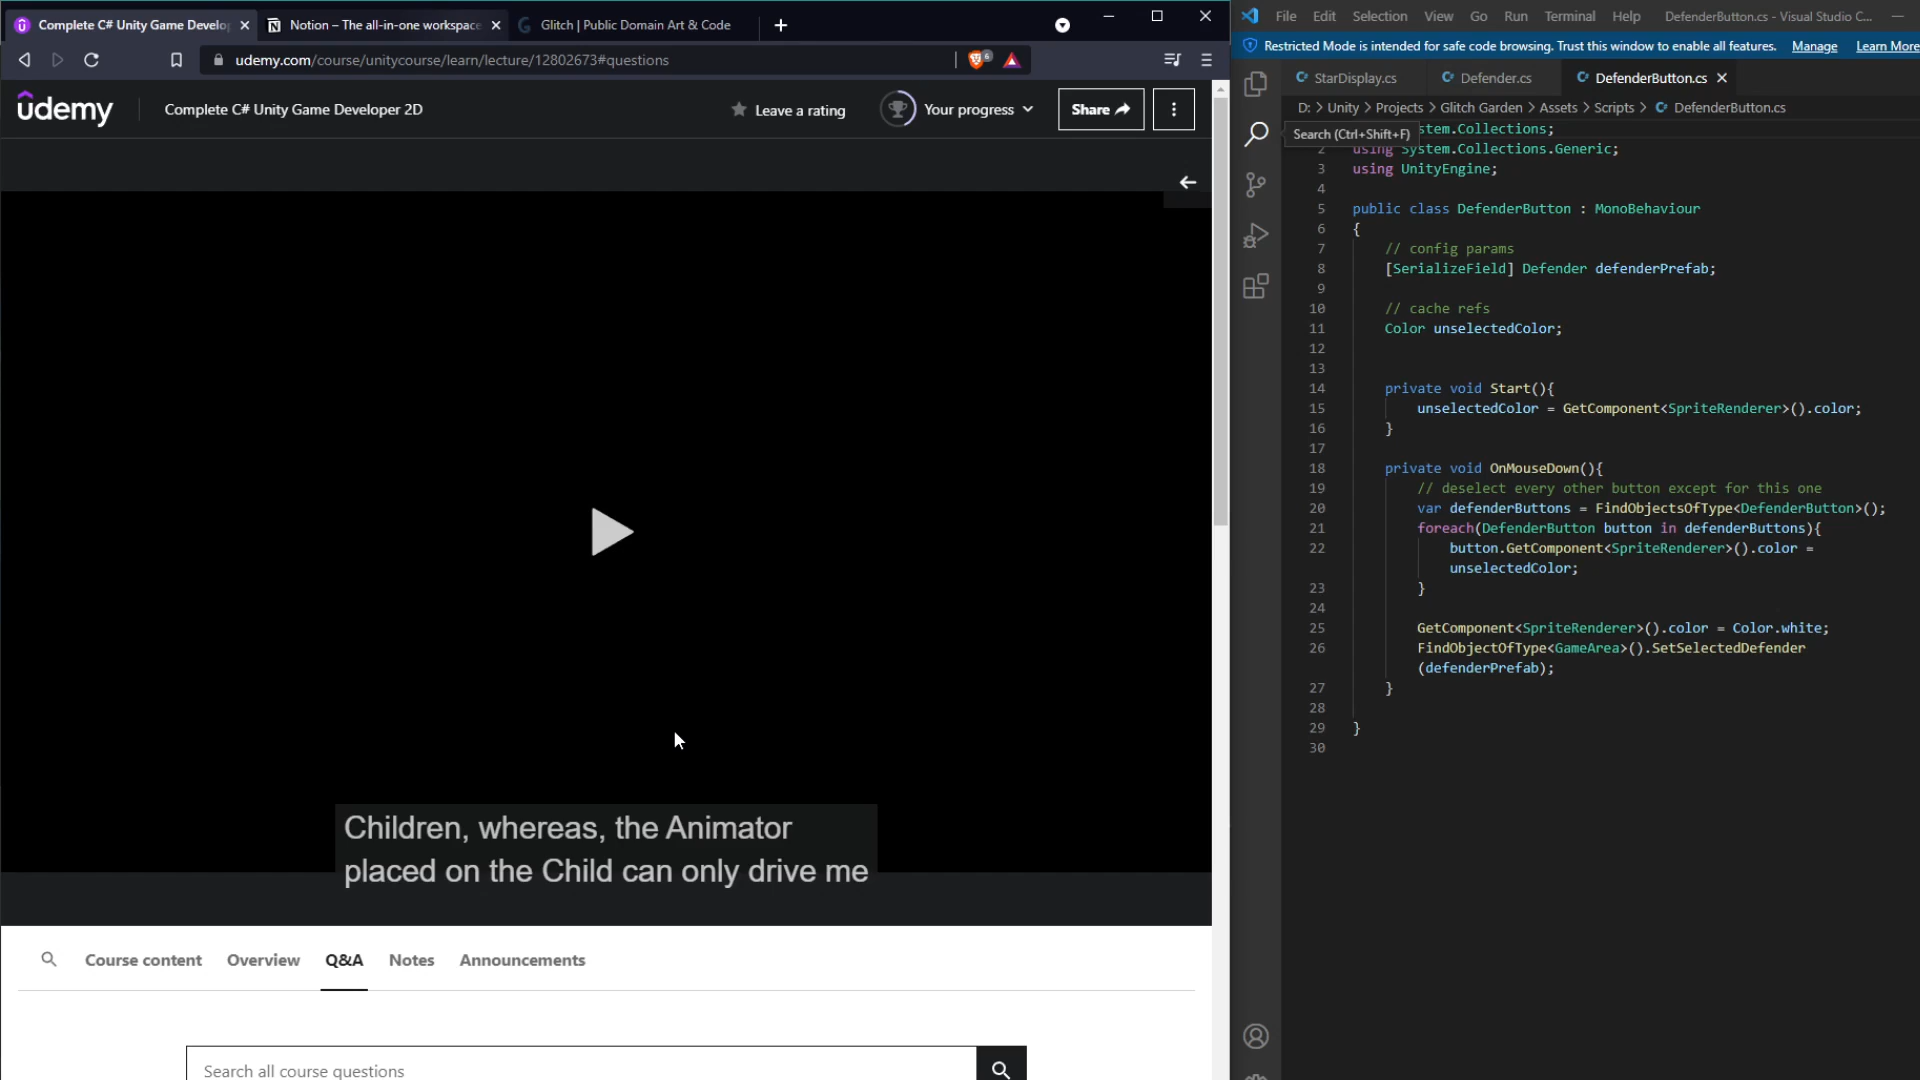 Complete C# Unity Game Develo
Notion – The all-in-one workspace
Glitch | Public Domain Art & Code
udemy.com/course/unitycourse/learn/lecture/12802673#questions
6
udemy
Complete C# Unity Game Developer 2D
Leave a rating
Your progress
Share
Children, whereas, the Animator
placed on the Child can only drive me
Course content
Overview
Q&A
Notes
Announcements
Search all course questions
File Edit Selection View Go Run Terminal Help
DefenderButton.cs - Visual Studio C...
Restricted Mode is intended for safe code browsing. Trust this window to enable all features. Manage Learn More
StarDisplay.cs
Defender.cs
DefenderButton.cs
D: > Unity > Projects > Glitch Garden > Assets > Scripts > DefenderButton.cs
Search (Ctrl+Shift+F)
stem.Collections;
2 using System.Collections.Generic;
3 using UnityEngine;
4
5 public class DefenderButton : MonoBehaviour
6 {
7 // config params
8 [SerializeField] Defender defenderPrefab;
9
10 // cache refs
11 Color unselectedColor;
12
13
14 private void Start(){
15 unselectedColor = GetComponent<SpriteRenderer>().color;
16 }
17
18 private void OnMouseDown(){
19 // deselect every other button except for this one
20 var defenderButtons = FindObjectsOfType<DefenderButton>();
21 foreach(DefenderButton button in defenderButtons){
22 button.GetComponent<SpriteRenderer>().color =
unselectedColor;
23 }
24
25 GetComponent<SpriteRenderer>().color = Color.white;
26 FindObjectOfType<GameArea>().SetSelectedDefender
(defenderPrefab);
27 }
28
29 }
30